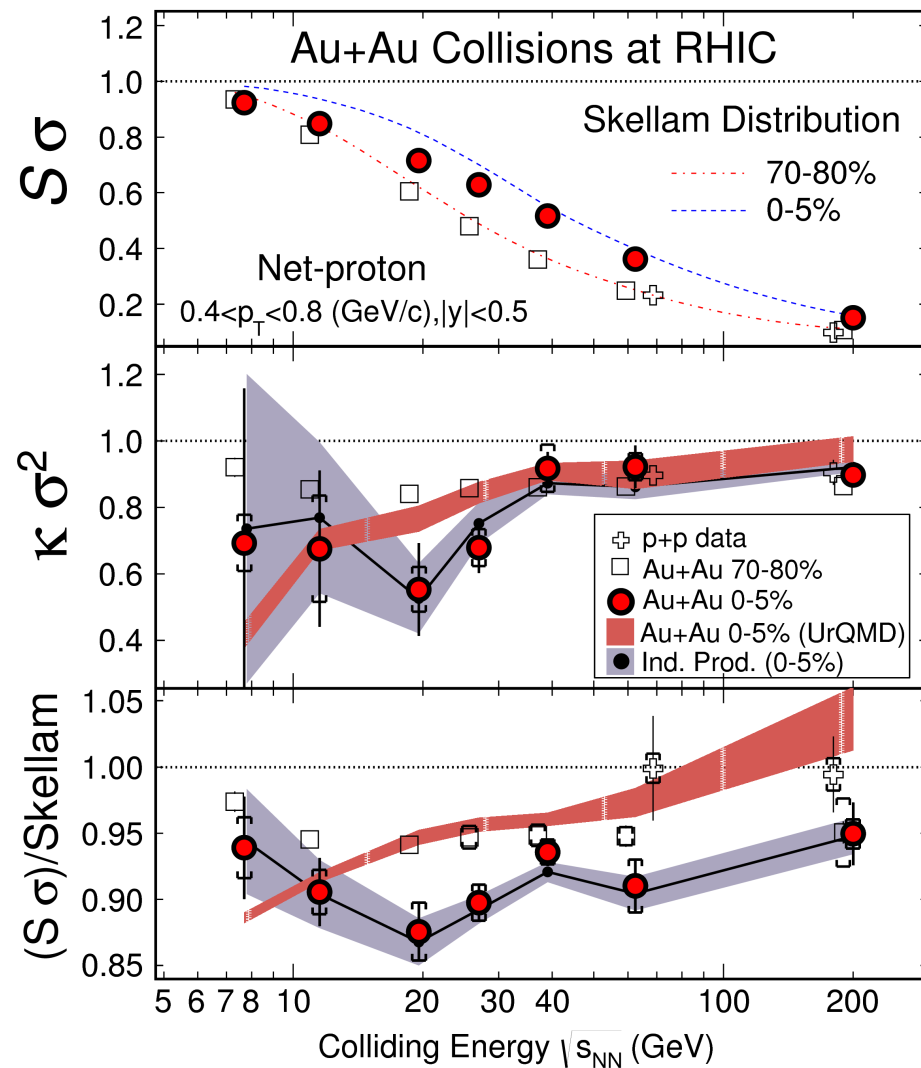 Au+Au Collisions at RHIC
S σ
1.2
1.0
0.8
0.6
0.4
0.2
Skellam Distribution
70-80%
0-5%
Net-proton
0.4<p_T<0.8 (GeV/c),|y|<0.5
κ σ²
1.2
1.0
0.8
0.6
0.4
p+p data
Au+Au 70-80%
Au+Au 0-5%
Au+Au 0-5% (UrQMD)
Ind. Prod. (0-5%)
(S σ)/Skellam
1.05
1.00
0.95
0.90
0.85
5 6 7 8 10 20 30 40 100 200
Colliding Energy √s_NN (GeV)